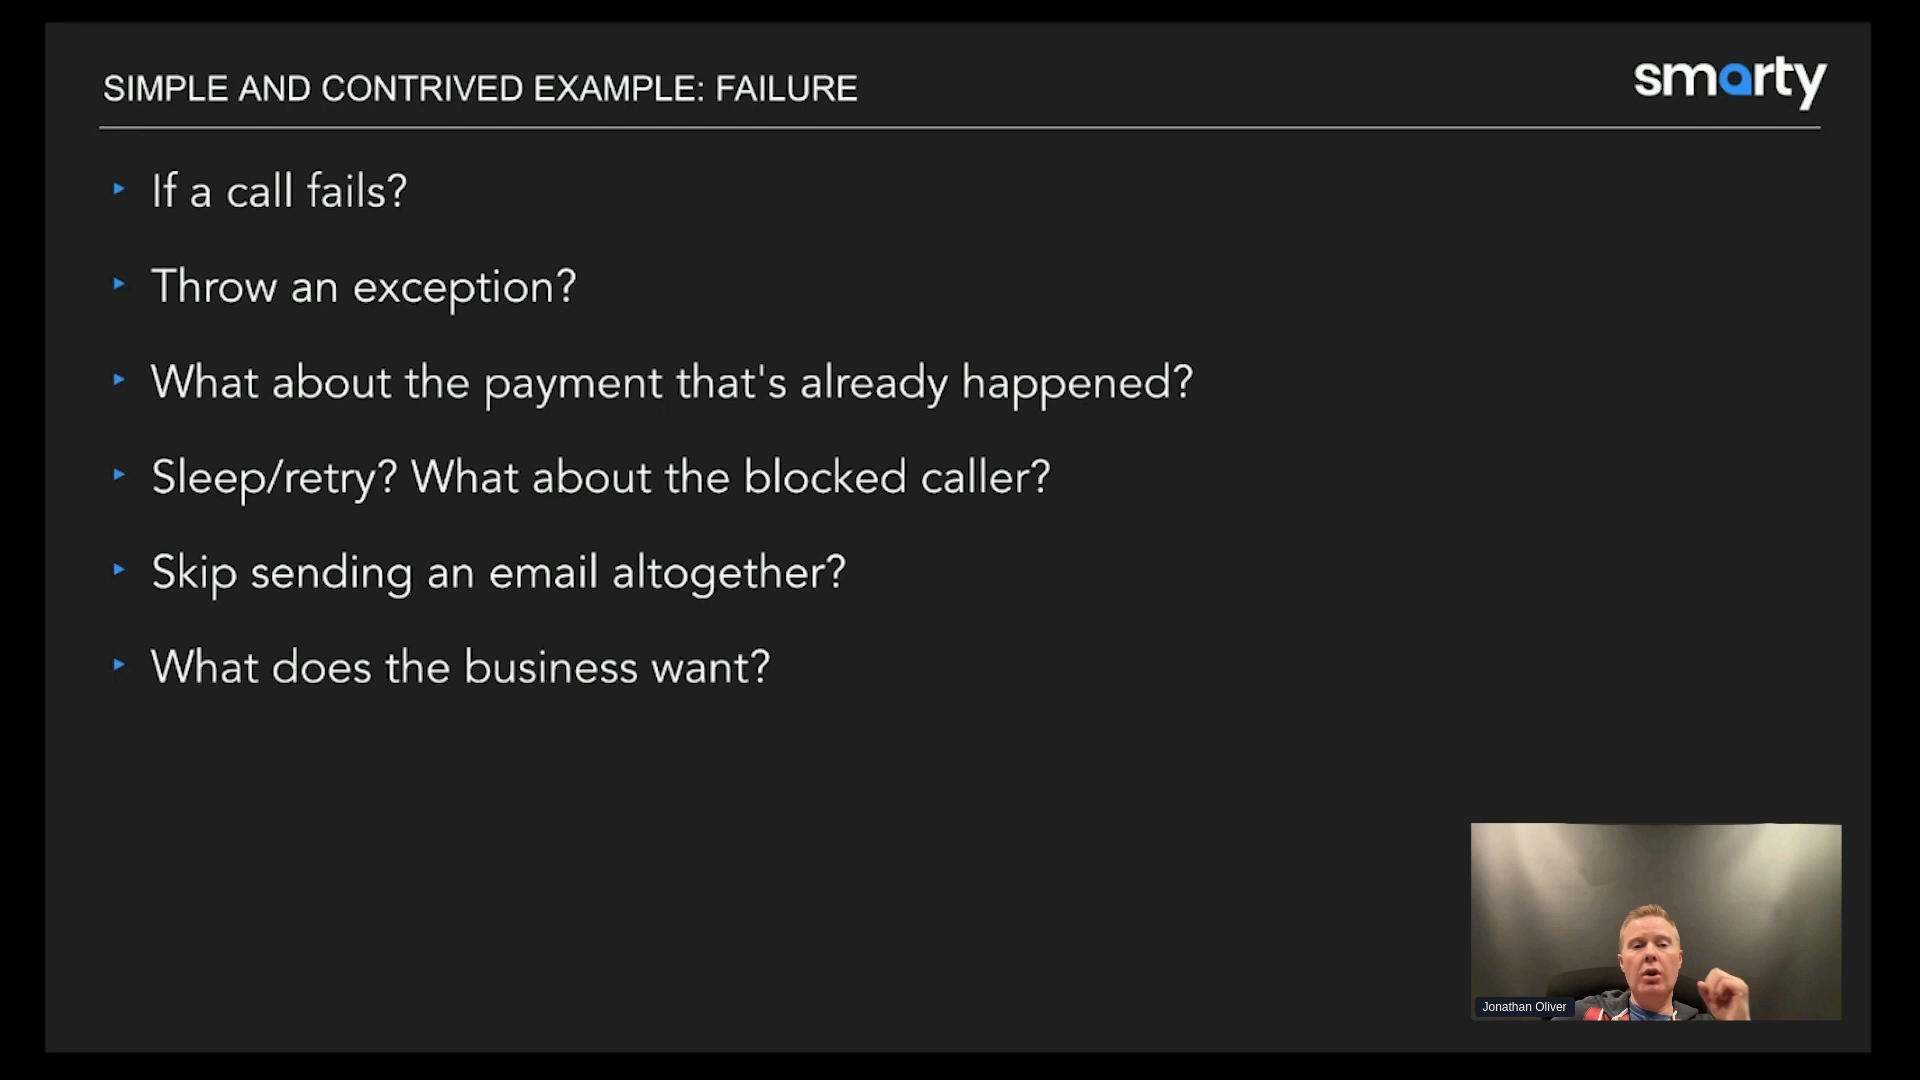 SIMPLE AND CONTRIVED EXAMPLE: FAILURE
smarty
If a call fails?
Throw an exception?
What about the payment that's already happened?
Sleep/retry? What about the blocked caller?
Skip sending an email altogether?
What does the business want?
Jonathan Oliver